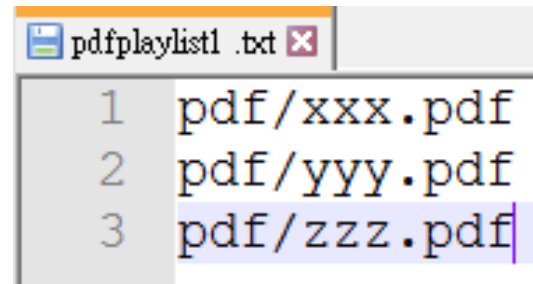 pdfplaylist1 .txt
1 pdf/xxx.pdf
2 pdf/yyy.pdf
3 pdf/zzz.pdf